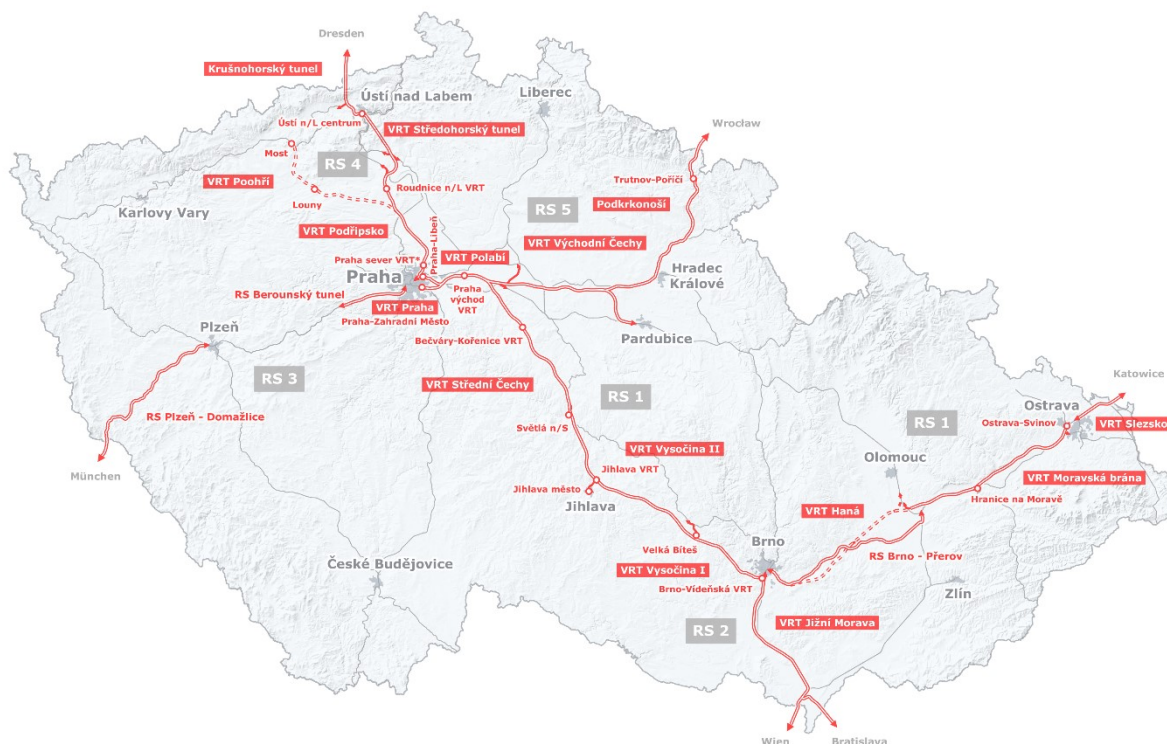 Dresden
Krušnohorský tunel
Ústí nad Labem
Liberec
Ústí n/L centrum
VRT Středohorský tunel
Wrocław
Most
RS 4
Trutnov-Poříčí
VRT Poohří
Roudnice n/L VRT
Louny
Podkrkonoší
Karlovy Vary
RS 5
VRT Podřipsko
Praha-Libeň
VRT Východní Čechy
Praha sever VRT*
VRT Polabí
Praha
Hradec
Králové
RS Berounský tunel
Praha
východ
VRT
VRT Praha
Praha-Zahradní Město
Plzeň
Pardubice
Bečváry-Kořenice VRT
RS 3
VRT Střední Čechy
Katowice
RS 1
Ostrava
RS Plzeň - Domažlice
Světlá n/S
RS 1
Ostrava-Svinov
VRT Slezsko
VRT Vysočina II
München
Jihlava VRT
Olomouc
VRT Moravská brána
Jihlava město
Hranice na Moravě
Jihlava
VRT Haná
Velká Bíteš
Brno
RS Brno - Přerov
České Budějovice
VRT Vysočina I
Brno-Vídeňská VRT
Zlín
RS 2
VRT Jižní Morava
Wien
Bratislava